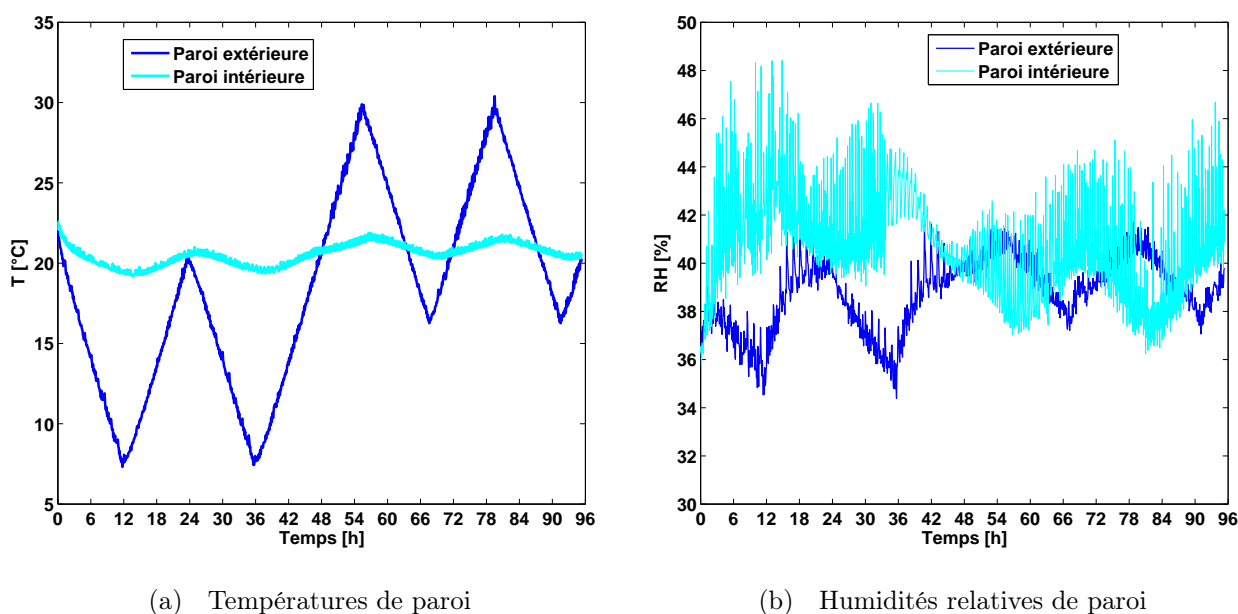 35
30
25
20
15
10
5
T [°C]
Paroi extérieure
Paroi intérieure
0 6 12 18 24 30 36 42 48 54 60 66 72 78 84 90 96
Temps [h]
(a) Températures de paroi
50
48
46
44
42
40
38
36
34
32
30
RH [%]
Paroi extérieure
Paroi intérieure
0 6 12 18 24 30 36 42 48 54 60 66 72 78 84 90 96
Temps [h]
(b) Humidités relatives de paroi